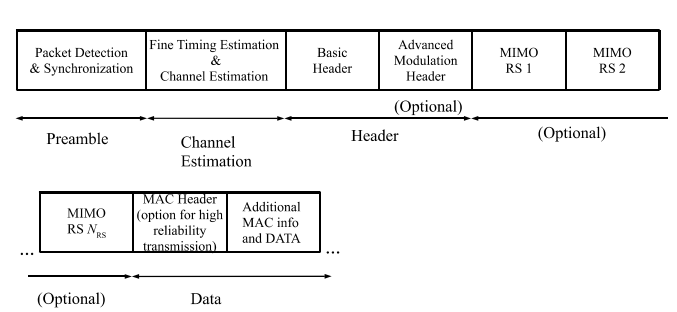 Packet Detection
& Synchronization
Fine Timing Estimation
&
Channel Estimation
Basic
Header
Advanced
Modulation
Header
MIMO
RS 1
MIMO
RS 2
(Optional)
Preamble
Channel
Estimation
Header
(Optional)
MIMO
RS NRS
MAC Header
(option for high
reliability
transmission)
Additional
MAC info
and DATA
...
...
(Optional)
Data